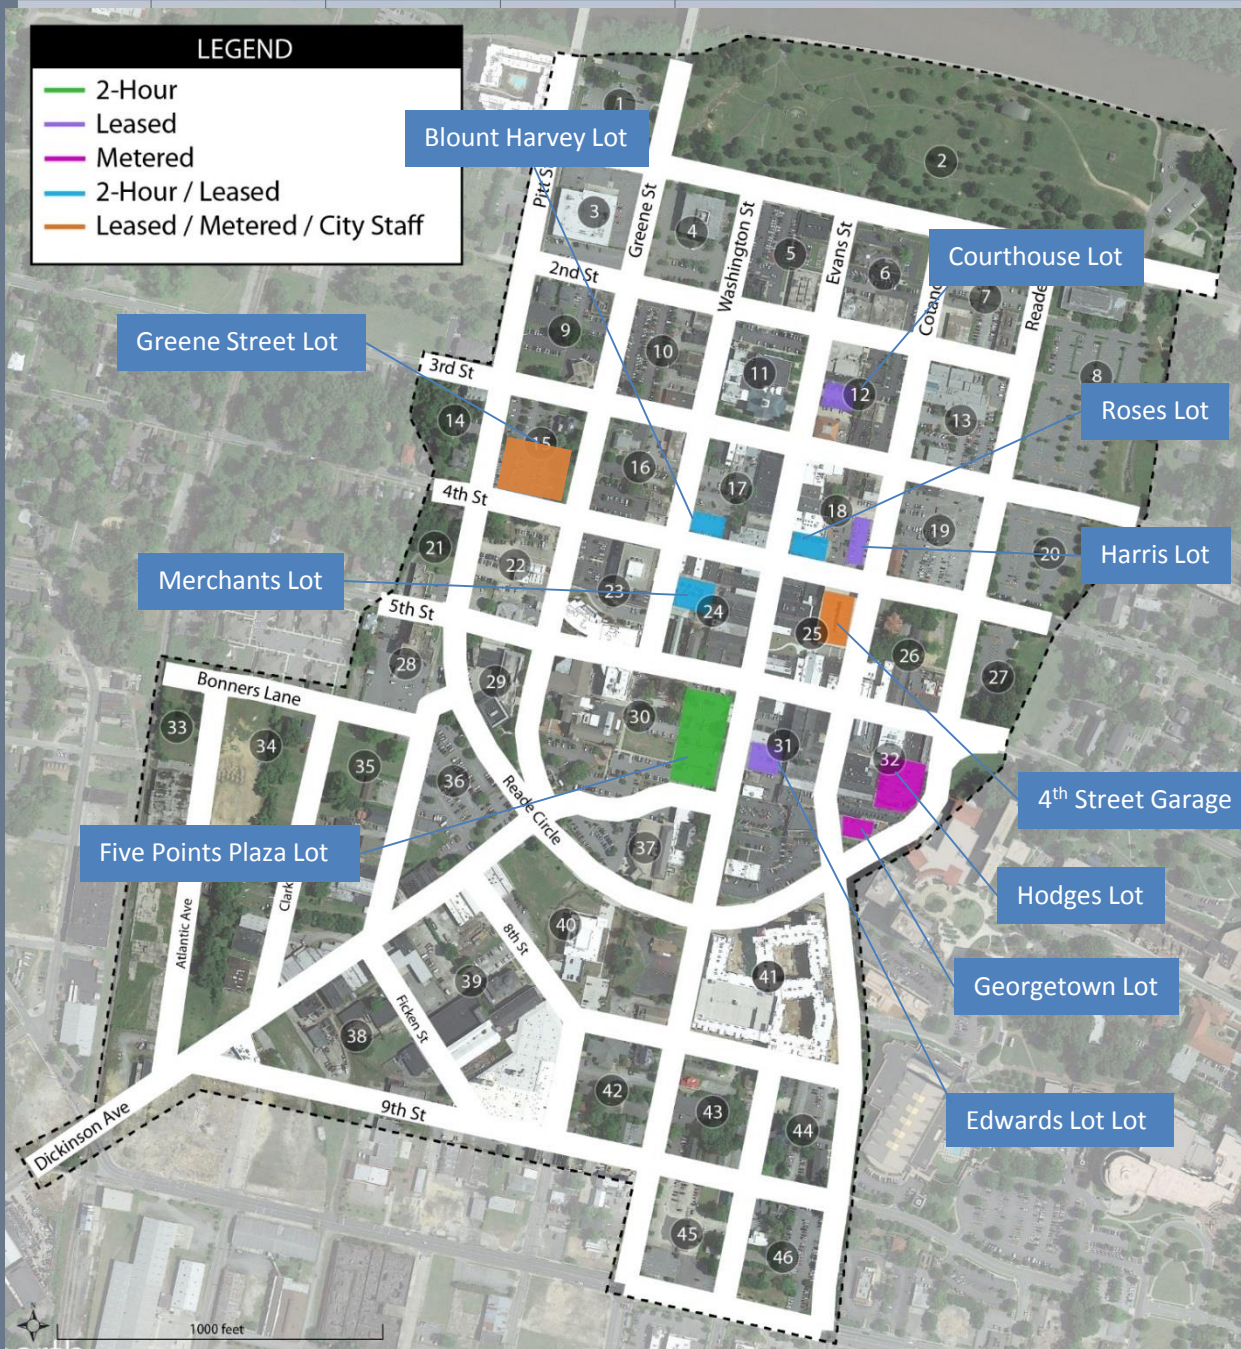 LEGEND
2-Hour
Leased
Metered
2-Hour / Leased
Leased / Metered / City Staff
Blount Harvey Lot
Courthouse Lot
Greene Street Lot
Roses Lot
Harris Lot
Merchants Lot
4th Street Garage
Five Points Plaza Lot
Hodges Lot
Georgetown Lot
Edwards Lot Lot
Pitt S
Greene St
Washington St
Evans St
Cotanc
Reade
2nd St
3rd St
4th St
5th St
Bonners Lane
Reade Circle
Atlantic Ave
Clark
8th St
Ficken St
9th St
Dickinson Ave
1
2
3
4
5
6
7
8
9
10
11
12
13
14
15
16
17
18
19
20
21
22
23
24
25
26
27
28
29
30
31
32
33
34
35
36
37
38
39
40
41
42
43
44
45
46
N
1000 feet